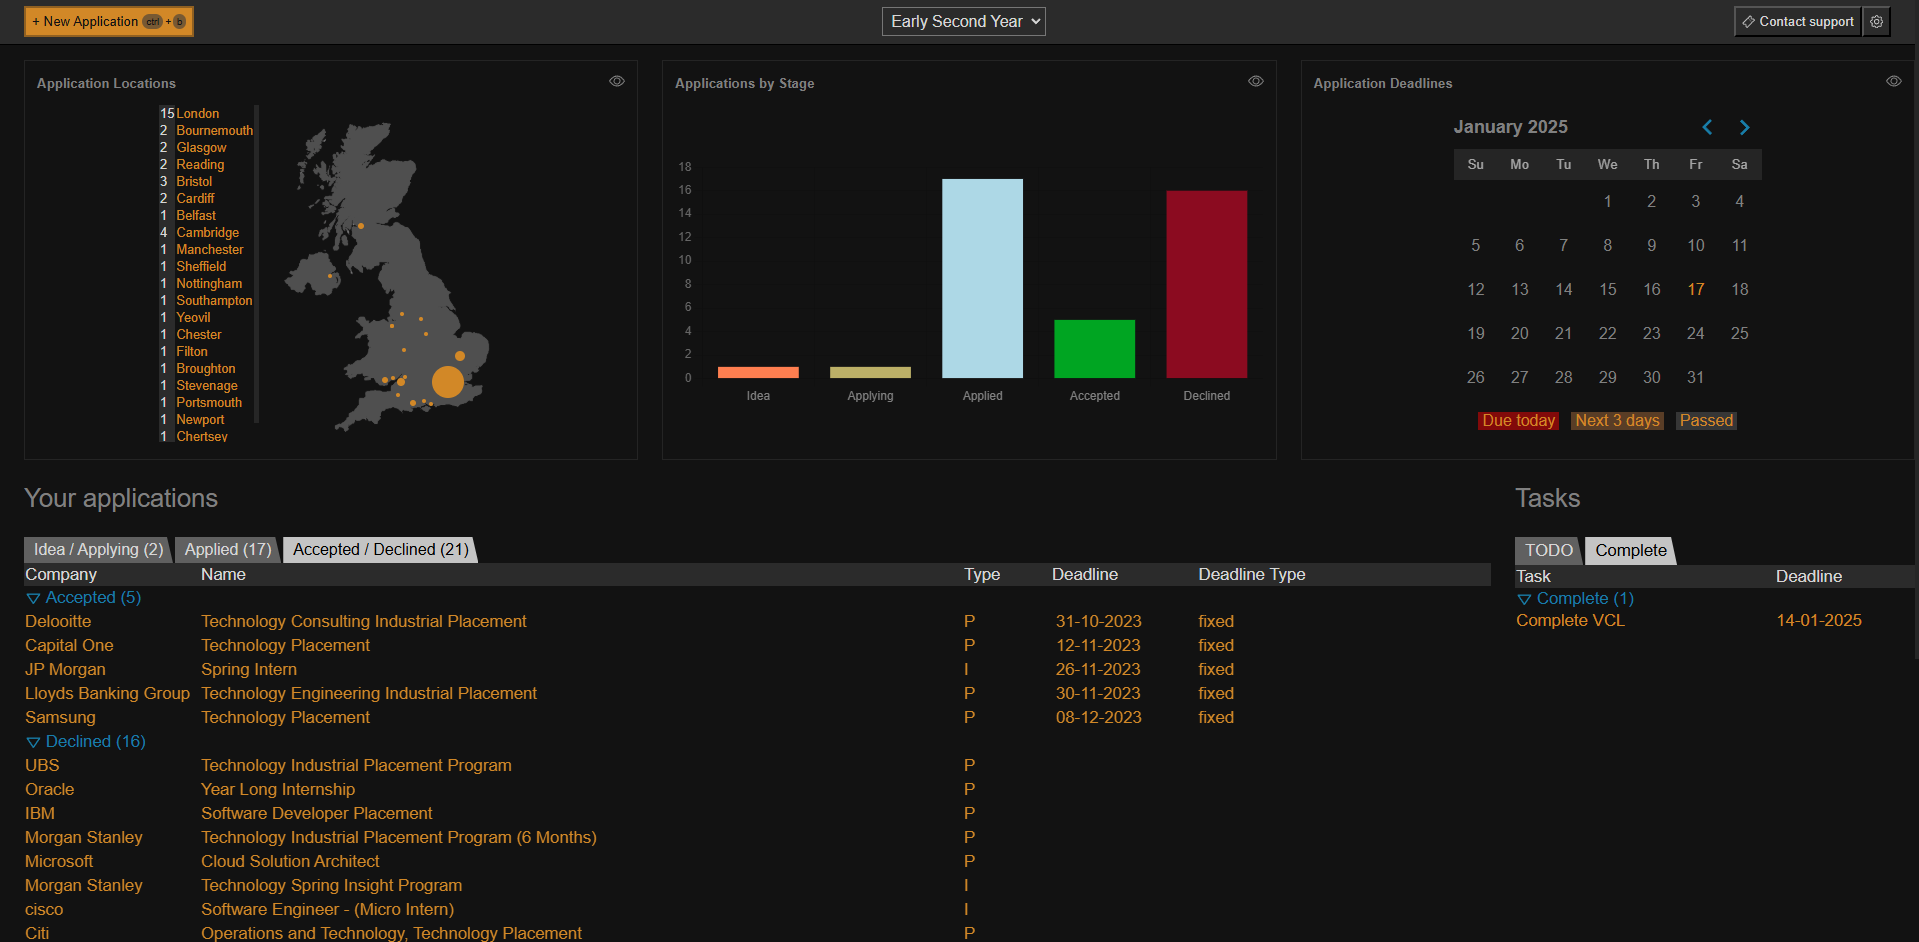 + New Application ctrl + b
Early Second Year
Contact support
Application Locations
15 London
2 Bournemouth
2 Glasgow
2 Reading
3 Bristol
2 Cardiff
1 Belfast
4 Cambridge
1 Manchester
1 Sheffield
1 Nottingham
1 Southampton
1 Yeovil
1 Chester
1 Filton
1 Broughton
1 Stevenage
1 Portsmouth
1 Newport
1 Chertsey
Applications by Stage
18
16
14
12
10
8
6
4
2
0
Idea Applying Applied Accepted Declined
Application Deadlines
January 2025
Su Mo Tu We Th Fr Sa
1 2 3 4
5 6 7 8 9 10 11
12 13 14 15 16 17 18
19 20 21 22 23 24 25
26 27 28 29 30 31
Due today Next 3 days Passed
Your applications
Idea / Applying (2) Applied (17) Accepted / Declined (21)
Company Name Type Deadline Deadline Type
Accepted (5)
Delooitte Technology Consulting Industrial Placement P 31-10-2023 fixed
Capital One Technology Placement P 12-11-2023 fixed
JP Morgan Spring Intern I 26-11-2023 fixed
Lloyds Banking Group Technology Engineering Industrial Placement P 30-11-2023 fixed
Samsung Technology Placement P 08-12-2023 fixed
Declined (16)
UBS Technology Industrial Placement Program P
Oracle Year Long Internship P
IBM Software Developer Placement P
Morgan Stanley Technology Industrial Placement Program (6 Months) P
Microsoft Cloud Solution Architect P
Morgan Stanley Technology Spring Insight Program I
cisco Software Engineer - (Micro Intern) I
Citi Operations and Technology, Technology Placement P
Tasks
TODO Complete
Task Deadline
Complete (1)
Complete VCL 14-01-2025